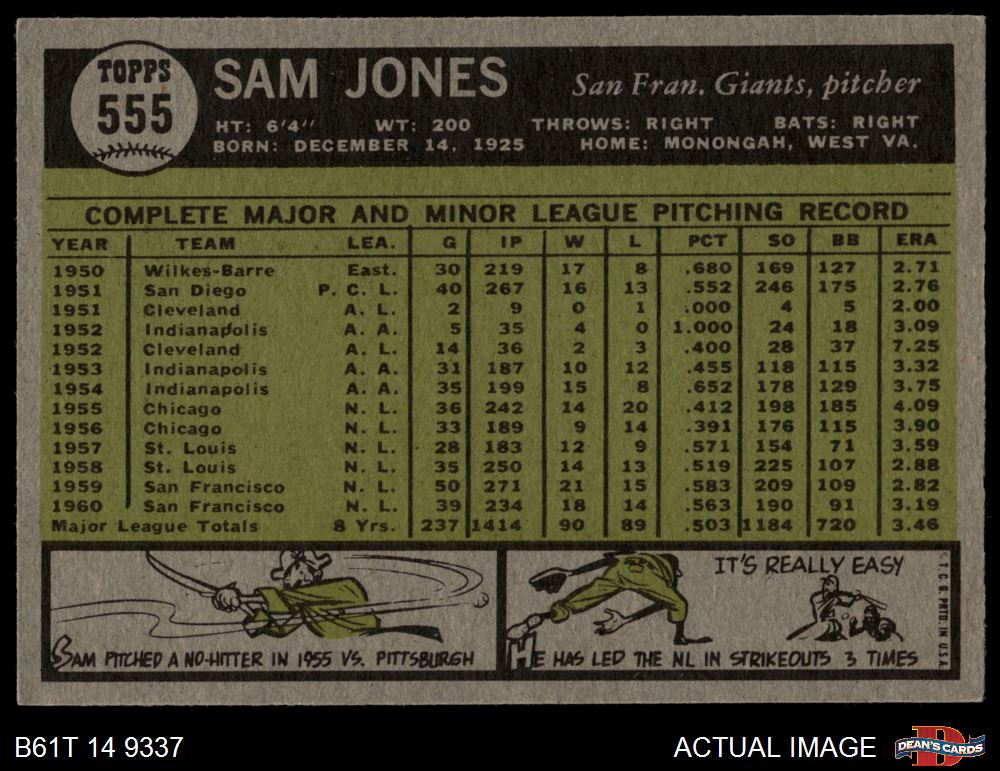 TOPPS
555
SAM JONES
San Fran. Giants, pitcher
HT: 6'4" WT: 200 THROWS: RIGHT BATS: RIGHT
BORN: DECEMBER 14, 1925 HOME: MONONGAH, WEST VA.
COMPLETE MAJOR AND MINOR LEAGUE PITCHING RECORD
YEAR TEAM LEA. G IP W L PCT SO BB ERA
1950 Wilkes-Barre East. 30 219 17 8 .680 169 127 2.71
1951 San Diego P. C. L. 40 267 16 13 .552 246 175 2.76
1951 Cleveland A. L. 2 9 0 1 .000 4 5 2.00
1952 Indianapolis A. A. 5 35 4 0 1.000 24 18 3.09
1952 Cleveland A. L. 14 36 2 3 .400 28 37 7.25
1953 Indianapolis A. A. 31 187 10 12 .455 118 115 3.32
1954 Indianapolis A. A. 35 199 15 8 .652 178 129 3.75
1955 Chicago N. L. 36 242 14 20 .412 198 185 4.09
1956 Chicago N. L. 33 189 9 14 .391 176 115 3.90
1957 St. Louis N. L. 28 183 12 9 .571 154 71 3.59
1958 St. Louis N. L. 35 250 14 13 .519 225 107 2.88
1959 San Francisco N. L. 50 271 21 15 .583 209 109 2.82
1960 San Francisco N. L. 39 234 18 14 .563 190 91 3.19
Major League Totals 8 Yrs. 237 1414 90 89 .503 1184 720 3.46
SAM PITCHED A NO-HITTER IN 1955 VS. PITTSBURGH
IT'S REALLY EASY
HE HAS LED THE NL IN STRIKEOUTS 3 TIMES
© T. C. G. PRTD. IN U.S.A.
B61T 14 9337
ACTUAL IMAGE
D
DEAN'S CARDS